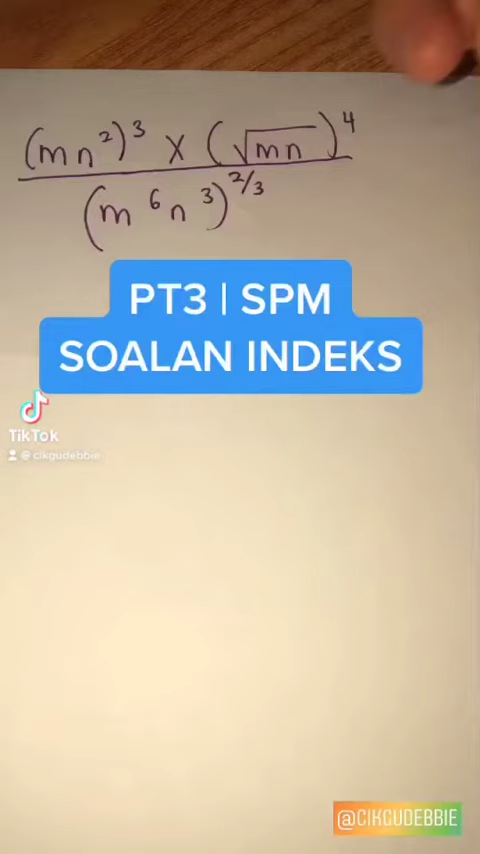 (mn²)³ × (√mn)⁴
(m⁶n³)^2/3
PT3 | SPM
SOALAN INDEKS
TikTok
@cikgudebbie
@CIKGUDEBBIE